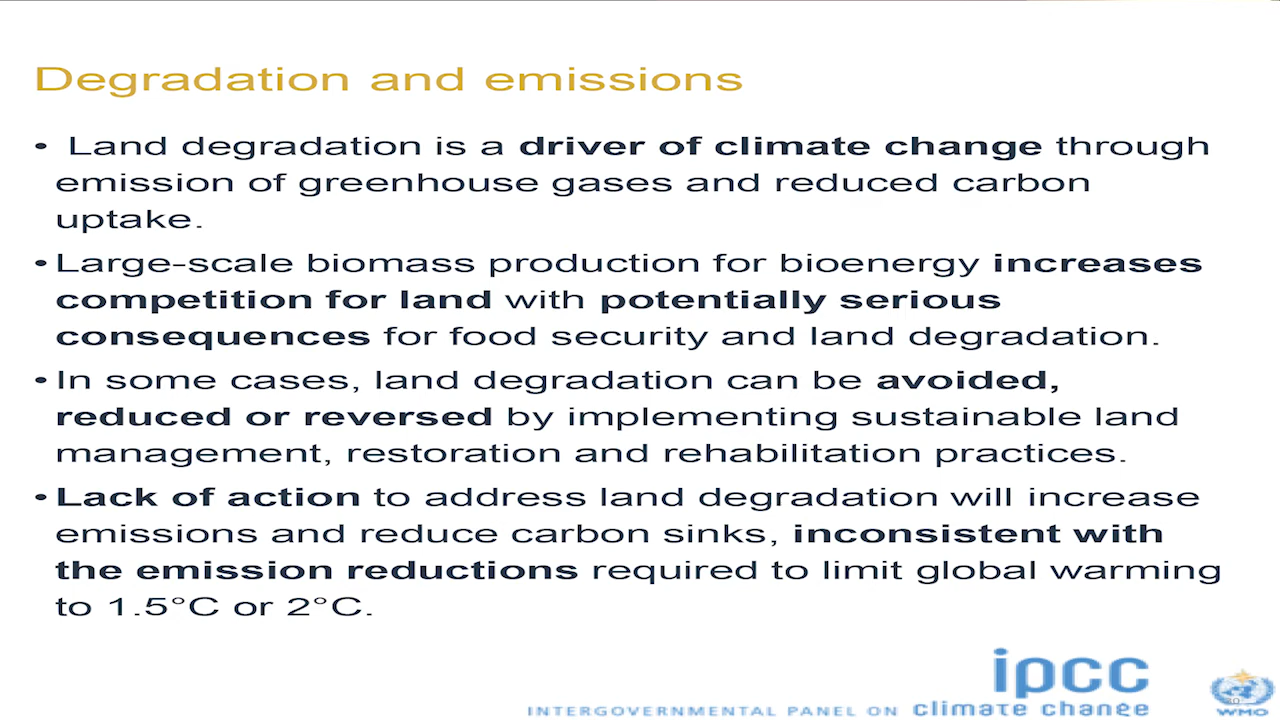 Degradation and emissions
• Land degradation is a driver of climate change through
emission of greenhouse gases and reduced carbon
uptake.
• Large-scale biomass production for bioenergy increases
competition for land with potentially serious
consequences for food security and land degradation.
• In some cases, land degradation can be avoided,
reduced or reversed by implementing sustainable land
management, restoration and rehabilitation practices.
• Lack of action to address land degradation will increase
emissions and reduce carbon sinks, inconsistent with
the emission reductions required to limit global warming
to 1.5°C or 2°C.
ipcc
INTERGOVERNMENTAL PANEL ON climate change
WMO